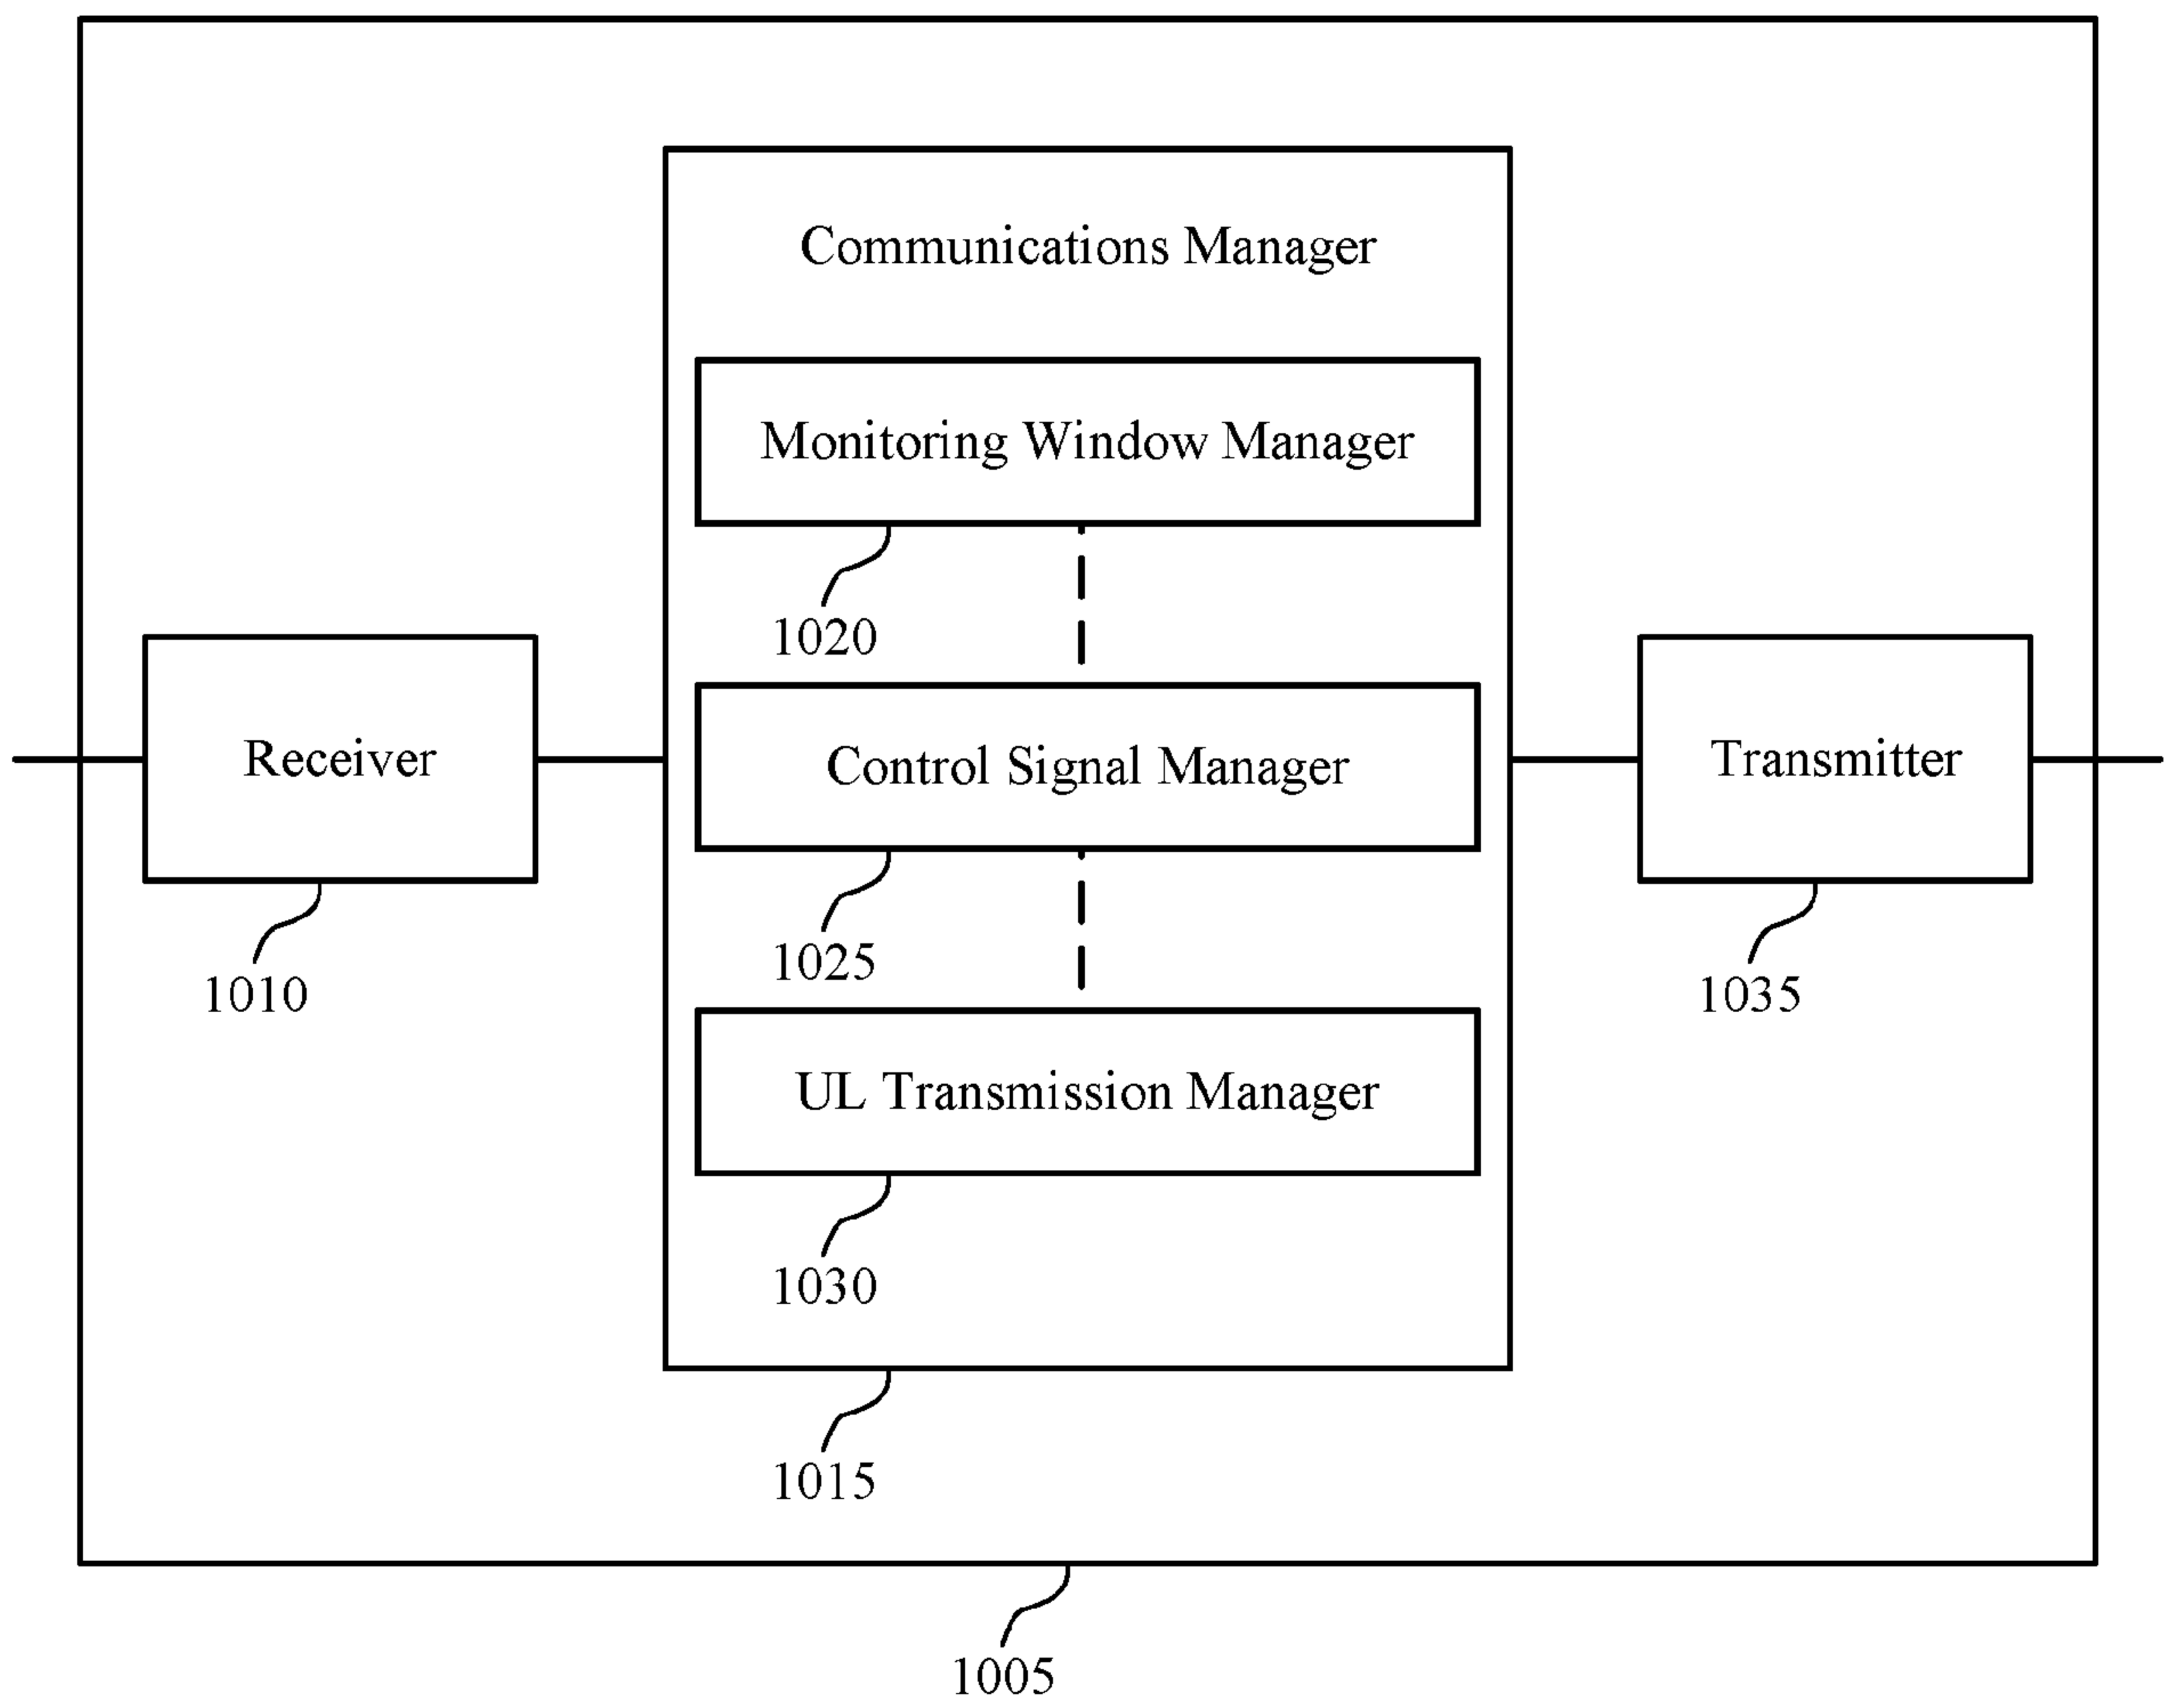 Communications Manager
Monitoring Window Manager
1020
Receiver
Control Signal Manager
Transmitter
1010
1025
1035
UL Transmission Manager
1030
1015
1005